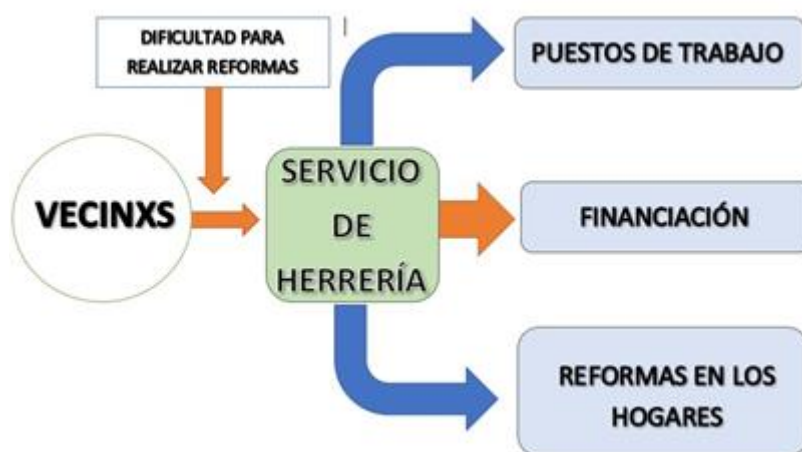 DIFICULTAD PARA
REALIZAR REFORMAS
VECINXS
SERVICIO
DE
HERRERÍA
PUESTOS DE TRABAJO
FINANCIACIÓN
REFORMAS EN LOS
HOGARES